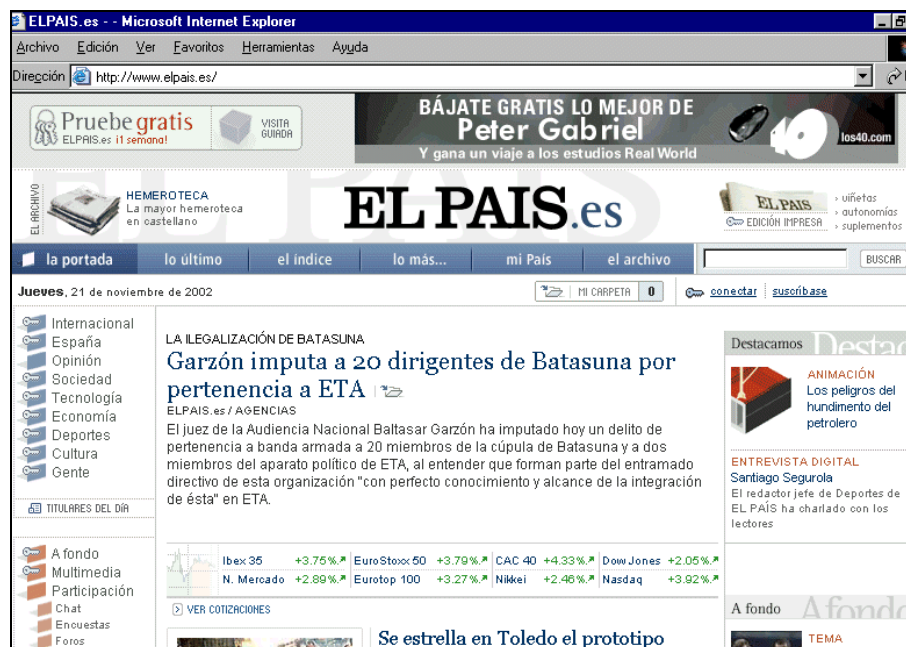 ELPAIS.es - - Microsoft Internet Explorer
Archivo Edición Ver Favoritos Herramientas Ayuda
Dirección http://www.elpais.es/
Pruebe gratis
ELPAIS.es ¡1 semana!
VISITA
GUIADA
BÁJATE GRATIS LO MEJOR DE
Peter Gabriel
Y gana un viaje a los estudios Real World
40
los40.com
EL PAIS
EL ARCHIVO
HEMEROTECA
La mayor hemeroteca
en castellano
EL PAIS.es
EL PAIS
EDICIÓN IMPRESA
› viñetas
› autonomías
› suplementos
la portada lo último el índice lo más... mi País el archivo BUSCAR
Jueves, 21 de noviembre de 2002
MI CARPETA 0
conectar suscríbase
Internacional
España
Opinión
Sociedad
Tecnología
Economía
Deportes
Cultura
Gente
TITULARES DEL DÍA
A fondo
Multimedia
Participación
Chat
Encuestas
Foros
LA ILEGALIZACIÓN DE BATASUNA
Garzón imputa a 20 dirigentes de Batasuna por
pertenencia a ETA
ELPAIS.es / AGENCIAS
El juez de la Audiencia Nacional Baltasar Garzón ha imputado hoy un delito de
pertenencia a banda armada a 20 miembros de la cúpula de Batasuna y a dos
miembros del aparato político de ETA, al entender que forman parte del entramado
directivo de esta organización "con perfecto conocimiento y alcance de la integración
de ésta" en ETA.
Ibex 35 +3.75% EuroStoxx 50 +3.79% CAC 40 +4.33% Dow Jones +2.05%
N. Mercado +2.89% Eurotop 100 +3.27% Nikkei +2.46% Nasdaq +3.92%
VER COTIZACIONES
Se estrella en Toledo el prototipo
Destacamos
Destac
ANIMACIÓN
Los peligros del
hundimento del
petrolero
ENTREVISTA DIGITAL
Santiago Segurola
El redactor jefe de Deportes de
EL PAÍS ha charlado con los
lectores
A fondo
A fondo
TEMA